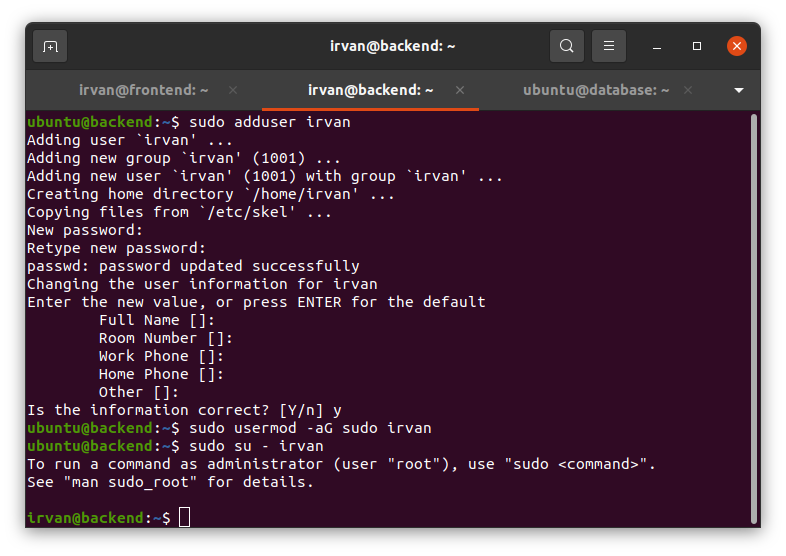 irvan@backend: ~
irvan@frontend: ~
irvan@backend: ~
ubuntu@database: ~
ubuntu@backend:~$ sudo adduser irvan
Adding user `irvan' ...
Adding new group `irvan' (1001) ...
Adding new user `irvan' (1001) with group `irvan' ...
Creating home directory `/home/irvan' ...
Copying files from `/etc/skel' ...
New password:
Retype new password:
passwd: password updated successfully
Changing the user information for irvan
Enter the new value, or press ENTER for the default
        Full Name []:
        Room Number []:
        Work Phone []:
        Home Phone []:
        Other []:
Is the information correct? [Y/n] y
ubuntu@backend:~$ sudo usermod -aG sudo irvan
ubuntu@backend:~$ sudo su - irvan
To run a command as administrator (user "root"), use "sudo <command>".
See "man sudo_root" for details.
irvan@backend:~$